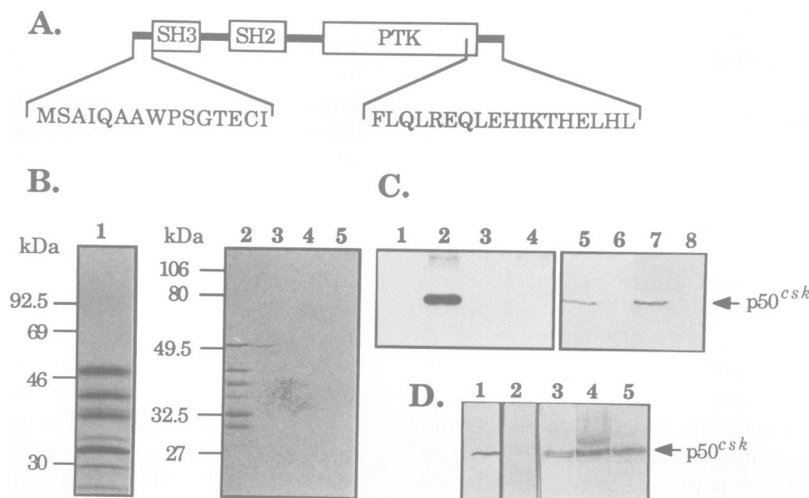 A.
SH3 SH2 PTK
MSAIQAAWPSGTECI FLQLREQLEHIKTHELHL
B.
C.
kDa 1 kDa 2 3 4 5
1 2 3 4 5 6 7 8
106
80
92.5
69
49.5
46
32.5
27
30
p50csk
D.
1 2 3 4 5
p50csk